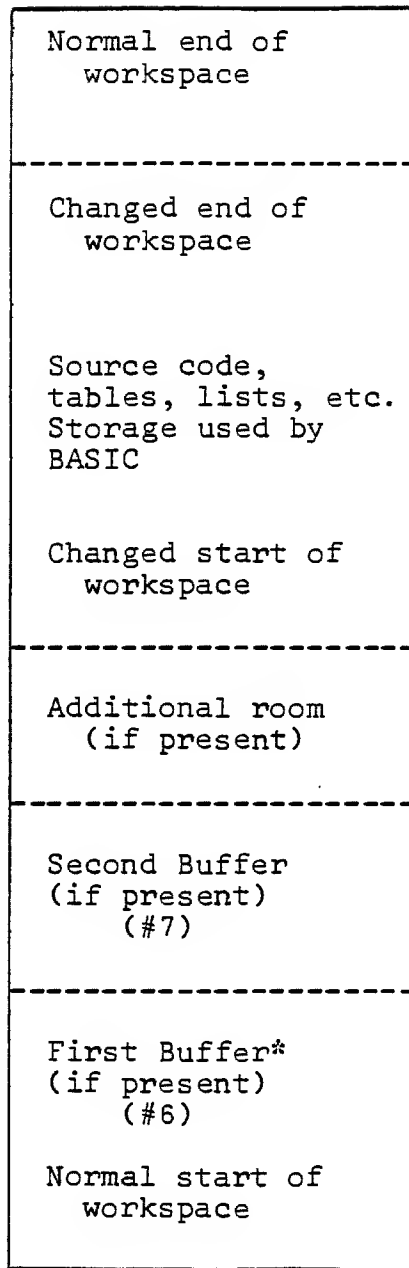 Normal end of
workspace
Changed end of
workspace
Source code,
tables, lists, etc.
Storage used by
BASIC
Changed start of
workspace
Additional room
(if present)
Second Buffer
(if present)
(#7)
First Buffer*
(if present)
(#6)
Normal start of
workspace